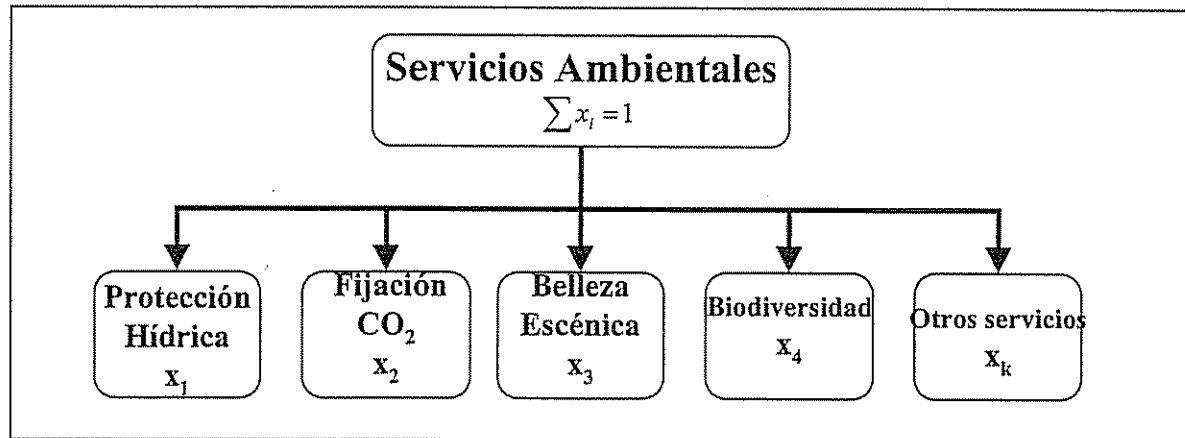 Servicios Ambientales
∑ xᵢ = 1
Protección
Hídrica
x₁
Fijación
CO₂
x₂
Belleza
Escénica
x₃
Biodiversidad
x₄
Otros servicios
xₖ